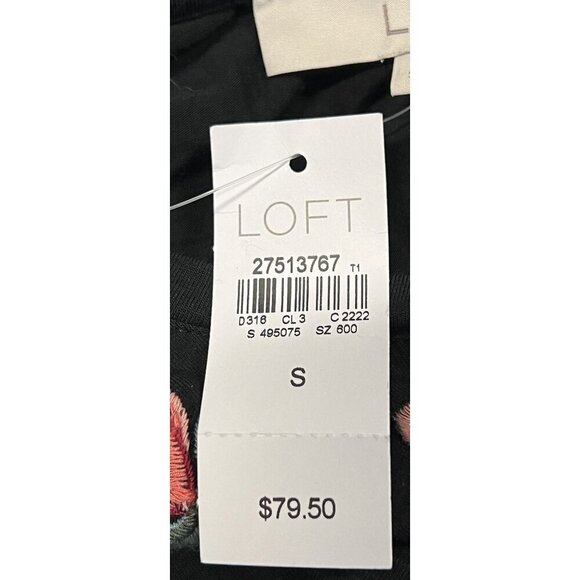 L
LOFT
27513767 T1
D316 CL 3 C 2222
S 495075 SZ 600
S
$79.50